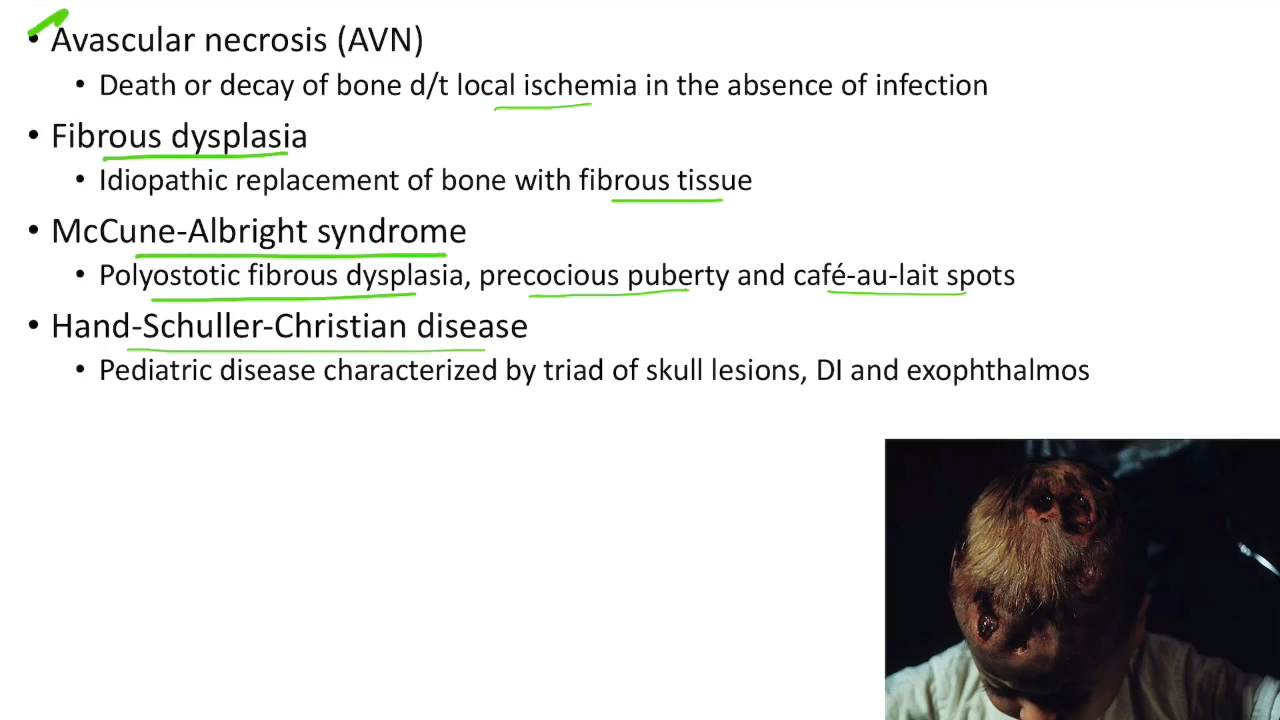 • Avascular necrosis (AVN)
• Death or decay of bone d/t local ischemia in the absence of infection
• Fibrous dysplasia
• Idiopathic replacement of bone with fibrous tissue
• McCune-Albright syndrome
• Polyostotic fibrous dysplasia, precocious puberty and café-au-lait spots
• Hand-Schuller-Christian disease
• Pediatric disease characterized by triad of skull lesions, DI and exophthalmos